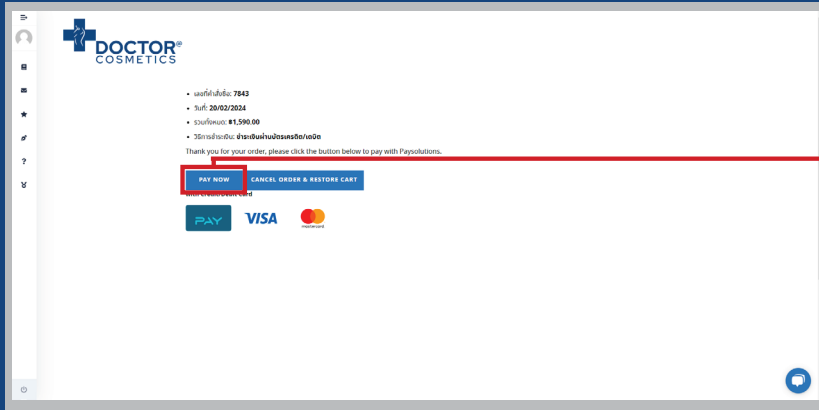 DOCTOR®
COSMETICS
• เลขที่คำสั่งซื้อ: 7843
• วันที่: 20/02/2024
• รวมทั้งหมด: ฿1,590.00
• วิธีการชำระเงิน: ชำระเงินผ่านบัตรเครดิต/เดบิต
Thank you for your order, please click the button below to pay with Paysolutions.
PAY NOW CANCEL ORDER & RESTORE CART
with Credit/Debit Card
PAY VISA mastercard